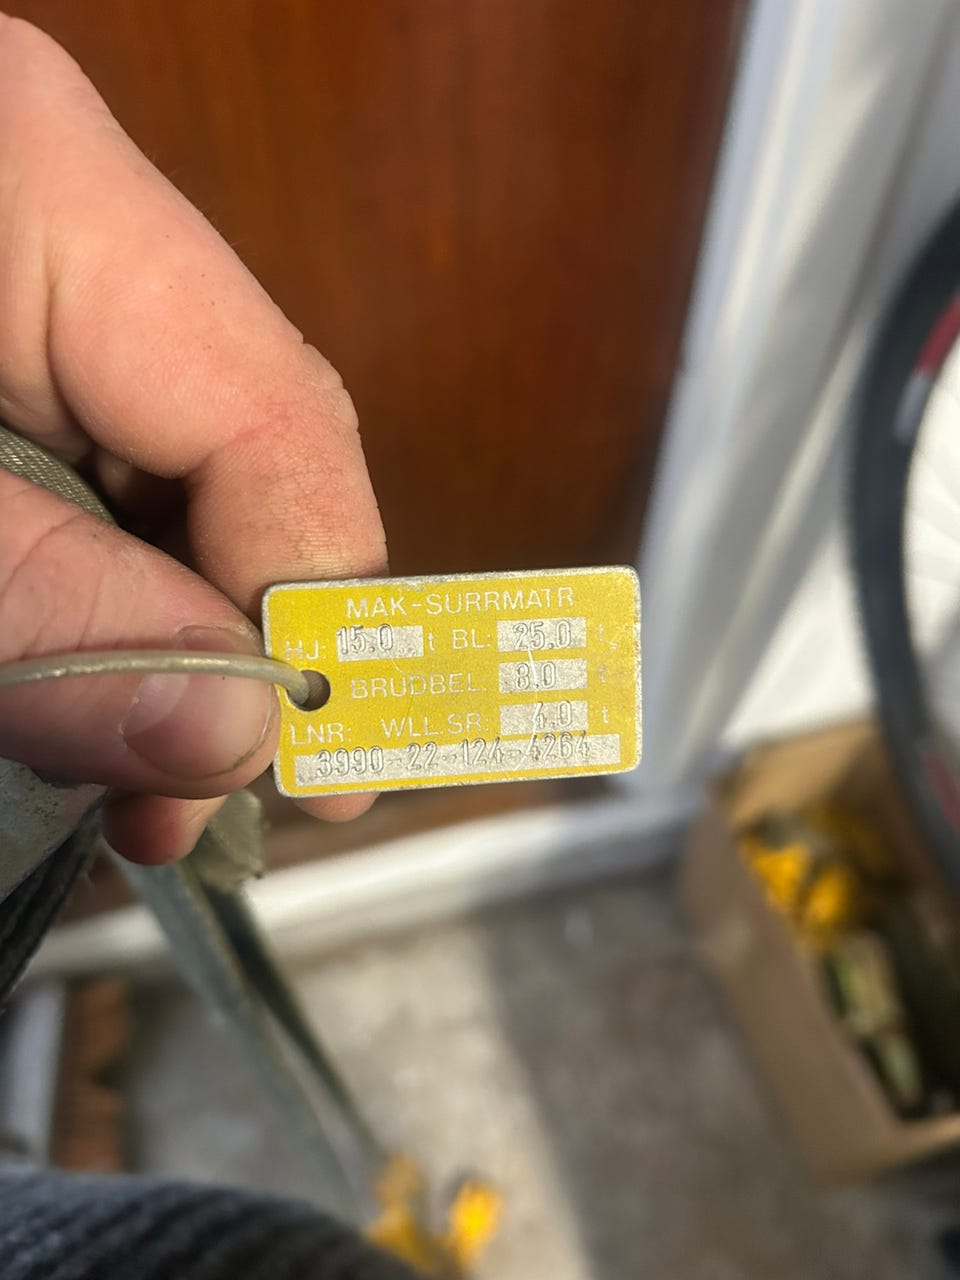 MAK-SURRMATR
HJ: 15.0 t BL: 25.0 t
BRUDBEL. 8.0 t
LNR: WLL.SR: 4.0 t
3990-22-124-4264